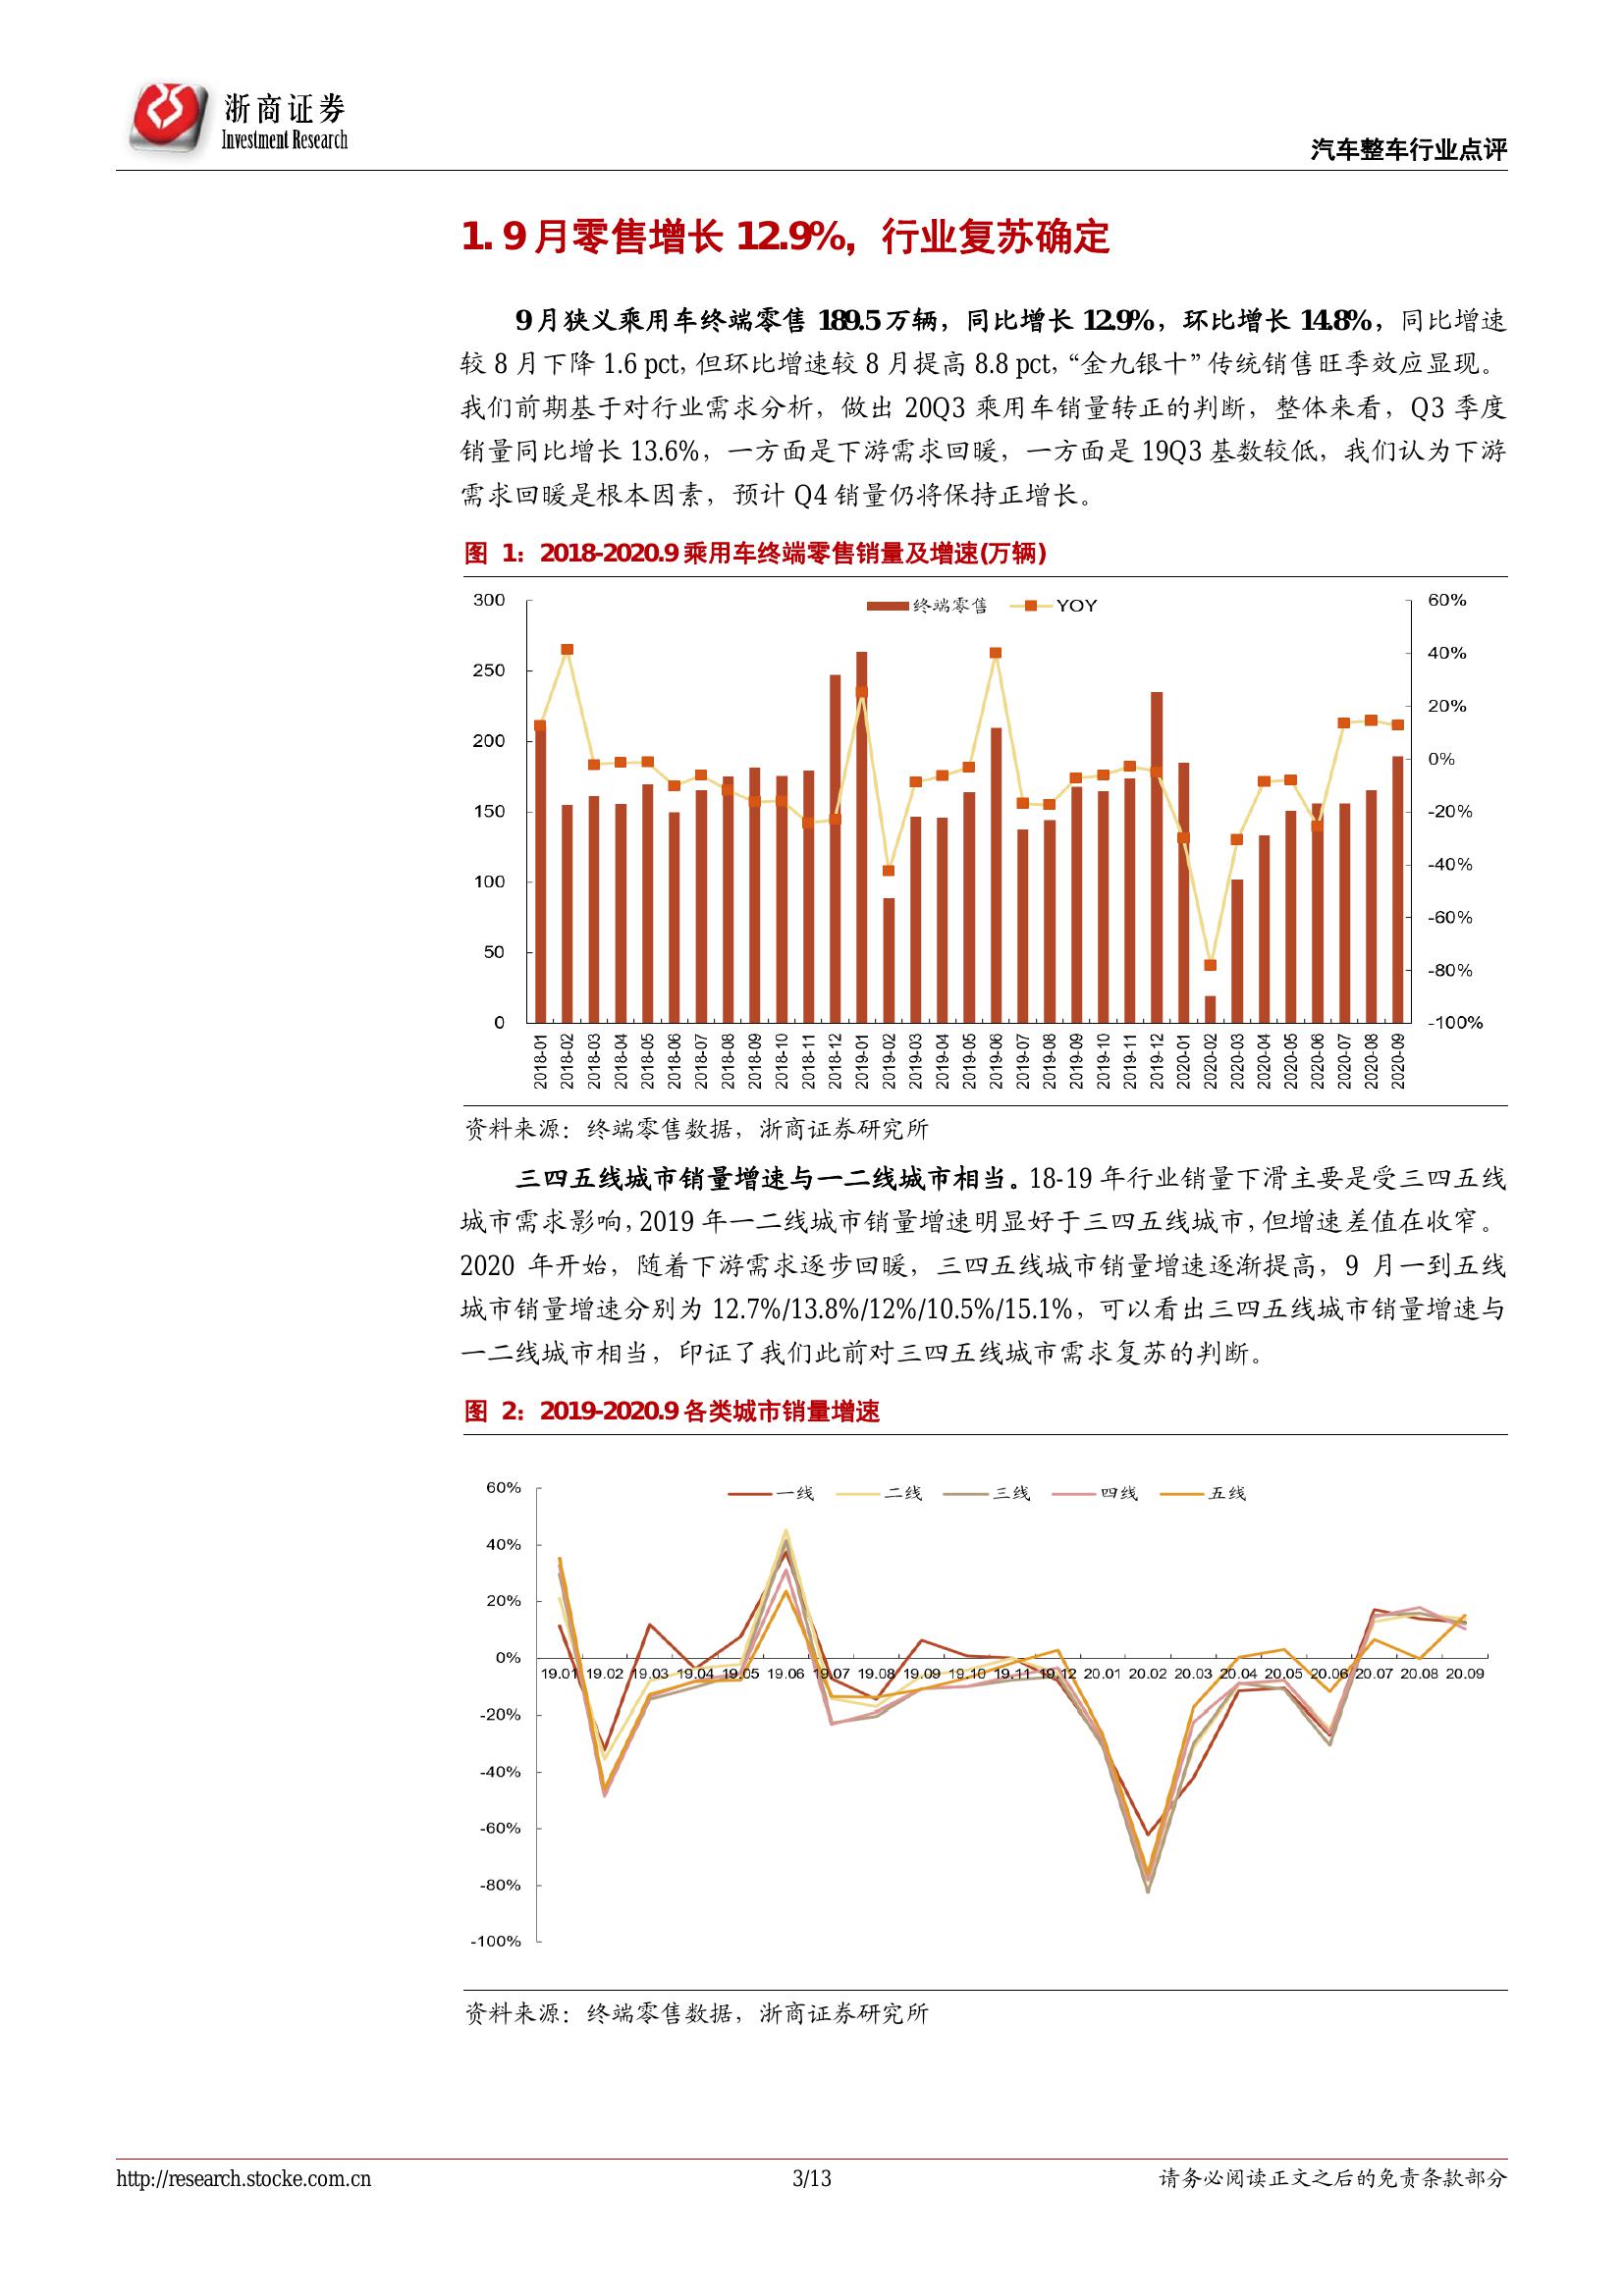 浙商证券
Investment Research
汽车整车行业点评
1. 9 月零售增长 12.9%，行业复苏确定
9 月狭义乘用车终端零售 189.5 万辆，同比增长 12.9%，环比增长 14.8%，同比增速
较 8 月下降 1.6 pct，但环比增速较 8 月提高 8.8 pct，“金九银十”传统销售旺季效应显现。
我们前期基于对行业需求分析，做出 20Q3 乘用车销量转正的判断，整体来看，Q3 季度
销量同比增长 13.6%，一方面是下游需求回暖，一方面是 19Q3 基数较低，我们认为下游
需求回暖是根本因素，预计 Q4 销量仍将保持正增长。
图 1：2018-2020.9 乘用车终端零售销量及增速(万辆)
终端零售 YOY
300 60%
250 40%
200 20%
150 0%
100 -20%
50 -40%
0 -60%
-80%
-100%
2018-01 2018-02 2018-03 2018-04 2018-05 2018-06 2018-07 2018-08 2018-09 2018-10 2018-11 2018-12 2019-01 2019-02 2019-03 2019-04 2019-05 2019-06 2019-07 2019-08 2019-09 2019-10 2019-11 2019-12 2020-01 2020-02 2020-03 2020-04 2020-05 2020-06 2020-07 2020-08 2020-09
资料来源：终端零售数据，浙商证券研究所
三四五线城市销量增速与一二线城市相当。18-19 年行业销量下滑主要是受三四五线
城市需求影响，2019 年一二线城市销量增速明显好于三四五线城市，但增速差值在收窄。
2020 年开始，随着下游需求逐步回暖，三四五线城市销量增速逐渐提高，9 月一到五线
城市销量增速分别为 12.7%/13.8%/12%/10.5%/15.1%，可以看出三四五线城市销量增速与
一二线城市相当，印证了我们此前对三四五线城市需求复苏的判断。
图 2：2019-2020.9 各类城市销量增速
一线 二线 三线 四线 五线
60%
40%
20%
0%
-20%
-40%
-60%
-80%
-100%
19.01 19.02 19.03 19.04 19.05 19.06 19.07 19.08 19.09 19.10 19.11 19.12 20.01 20.02 20.03 20.04 20.05 20.06 20.07 20.08 20.09
资料来源：终端零售数据，浙商证券研究所
http://research.stocke.com.cn 3/13 请务必阅读正文之后的免责条款部分